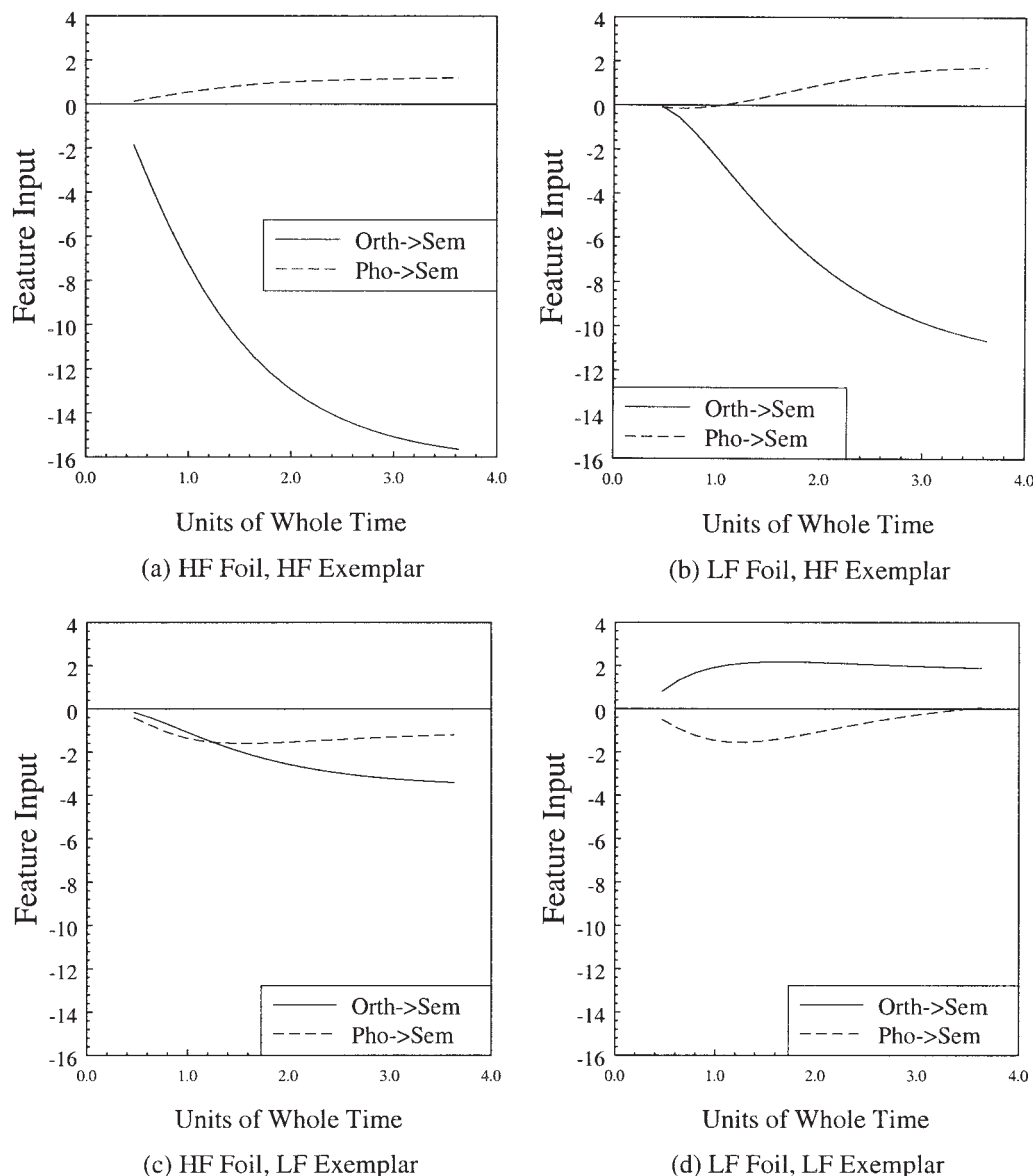 4
2
0
-2
-4
-6
-8
-10
-12
-14
-16
Feature Input
Orth->Sem
Pho->Sem
0.0 1.0 2.0 3.0 4.0
Units of Whole Time
(a) HF Foil, HF Exemplar
4
2
0
-2
-4
-6
-8
-10
-12
-14
-16
Feature Input
Orth->Sem
Pho->Sem
0.0 1.0 2.0 3.0 4.0
Units of Whole Time
(b) LF Foil, HF Exemplar
4
2
0
-2
-4
-6
-8
-10
-12
-14
-16
Feature Input
Orth->Sem
Pho->Sem
0.0 1.0 2.0 3.0 4.0
Units of Whole Time
(c) HF Foil, LF Exemplar
4
2
0
-2
-4
-6
-8
-10
-12
-14
-16
Feature Input
Orth->Sem
Pho->Sem
0.0 1.0 2.0 3.0 4.0
Units of Whole Time
(d) LF Foil, LF Exemplar